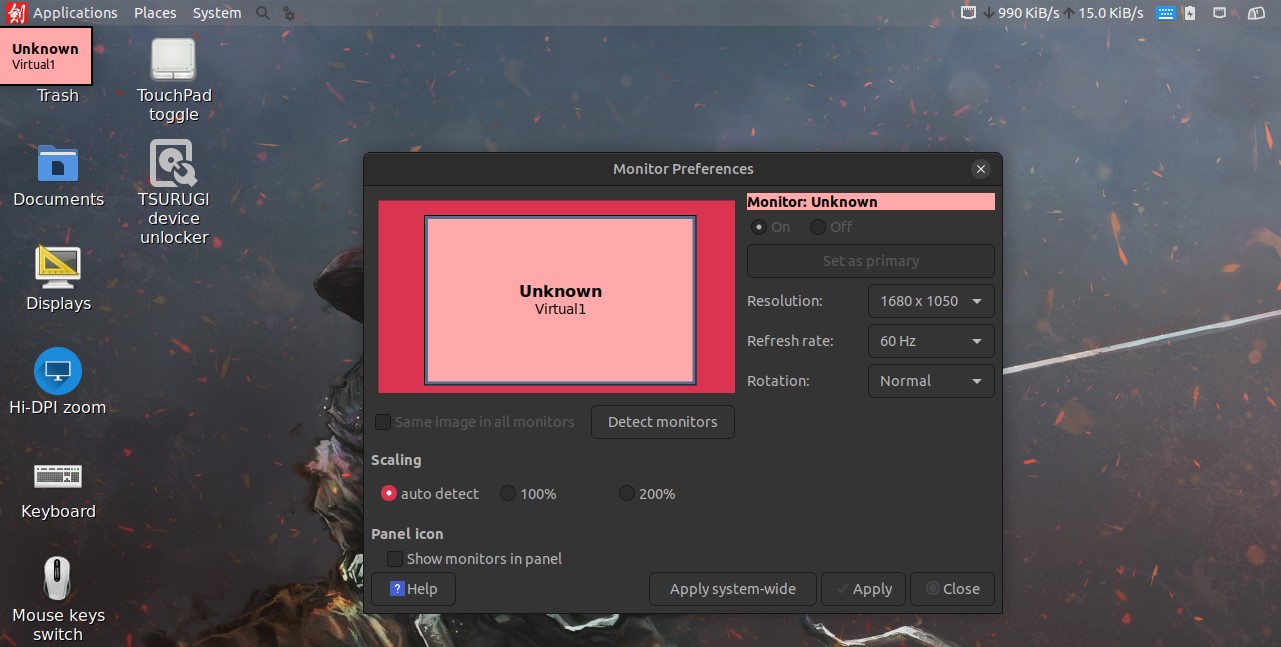 Applications Places System
990 KiB/s 15.0 KiB/s
Unknown
Virtual1
Trash
TouchPad
toggle
Documents
TSURUGI
device
unlocker
Displays
Hi-DPI zoom
Keyboard
Mouse keys
switch
Monitor Preferences
Unknown
Virtual1
Monitor: Unknown
On Off
Set as primary
Resolution: 1680 x 1050
Refresh rate: 60 Hz
Rotation: Normal
Same image in all monitors Detect monitors
Scaling
auto detect 100% 200%
Panel icon
Show monitors in panel
? Help Apply system-wide Apply Close